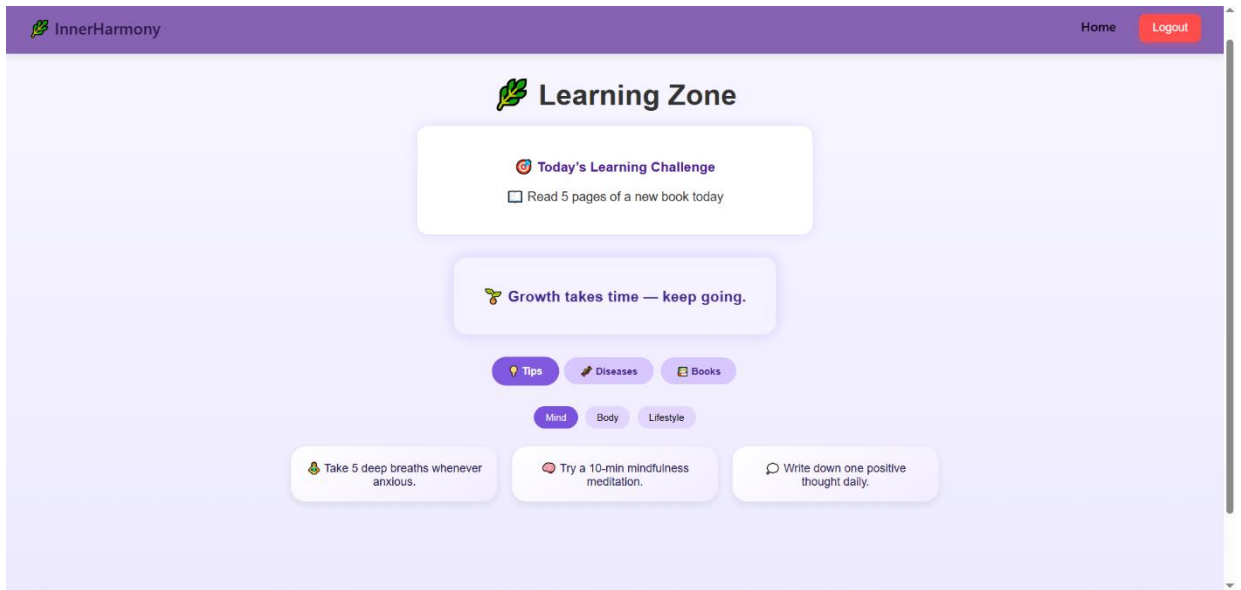 InnerHarmony
Home
Logout
Learning Zone
Today's Learning Challenge
Read 5 pages of a new book today
Growth takes time — keep going.
Tips
Diseases
Books
Mind
Body
Lifestyle
Take 5 deep breaths whenever
anxious.
Try a 10-min mindfulness
meditation.
Write down one positive
thought daily.